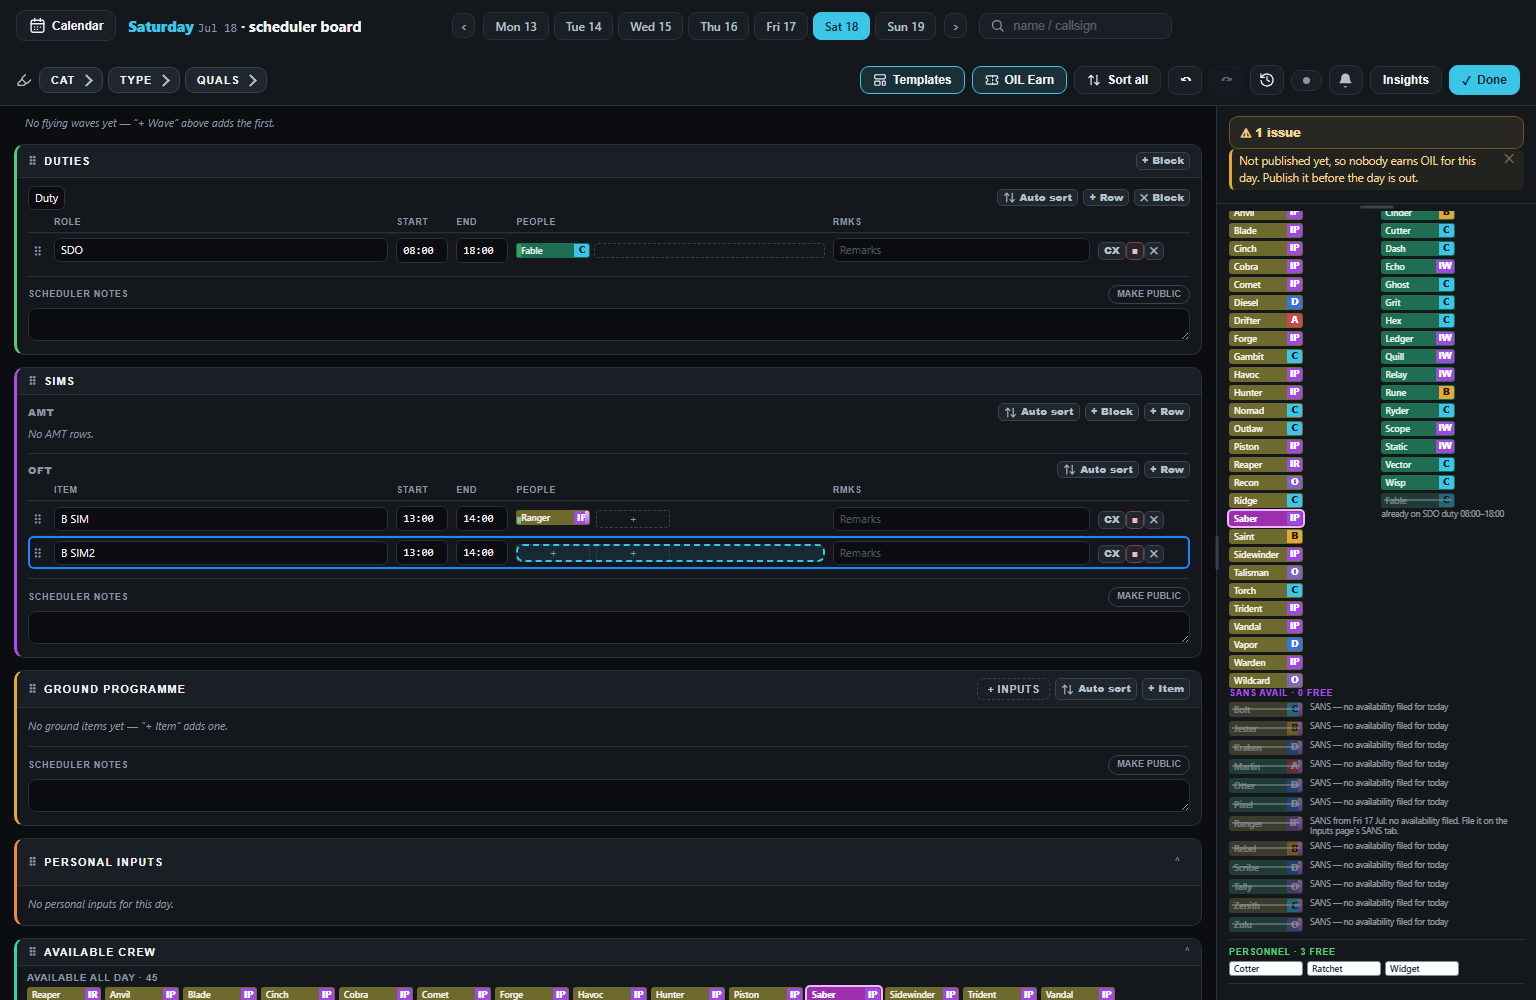 Calendar
Saturday Jul 18 · scheduler board
Mon 13
Tue 14
Wed 15
Thu 16
Fri 17
Sat 18
Sun 19
name / callsign
CAT
TYPE
QUALS
Templates
OIL Earn
Sort all
Insights
✓ Done
No flying waves yet — "+ Wave" above adds the first.
DUTIES
+ Block
Duty
Auto sort
+ Row
✕ Block
ROLE START END PEOPLE RMKS
SDO 08:00 18:00 Fable C Remarks CX
SCHEDULER NOTES
MAKE PUBLIC
SIMS
AMT
Auto sort
+ Block
+ Row
No AMT rows.
OFT
Auto sort
+ Row
ITEM START END PEOPLE RMKS
B SIM 13:00 14:00 Ranger IP + Remarks CX
B SIM2 13:00 14:00 + + Remarks CX
SCHEDULER NOTES
MAKE PUBLIC
GROUND PROGRAMME
+ INPUTS
Auto sort
+ Item
No ground items yet — "+ Item" adds one.
SCHEDULER NOTES
MAKE PUBLIC
PERSONAL INPUTS
No personal inputs for this day.
AVAILABLE CREW
AVAILABLE ALL DAY · 45
Reaper IR
Anvil IP
Blade IP
Cinch IP
Cobra IP
Comet IP
Forge IP
Havoc IP
Hunter IP
Piston IP
Saber IP
Sidewinder IP
Trident IP
Vandal IP
⚠ 1 issue
Not published yet, so nobody earns OIL for this
day. Publish it before the day is out.
Anvil IP
Blade IP
Cinch IP
Cobra IP
Comet IP
Diesel D
Drifter A
Forge IP
Gambit C
Havoc IP
Hunter IP
Nomad C
Outlaw C
Piston IP
Reaper IR
Recon O
Ridge C
Saber IP
Saint B
Sidewinder IP
Talisman O
Torch C
Trident IP
Vandal IP
Vapor D
Warden IP
Wildcard O
Cinder B
Cutter C
Dash C
Echo IW
Ghost C
Grit C
Hex C
Ledger IW
Quill IW
Relay IW
Rune B
Ryder C
Scope IW
Static IW
Vector C
Wisp C
Fable C
already on SDO duty 08:00–18:00
SANS AVAIL · 0 FREE
Bolt C SANS — no availability filed for today
Jester B SANS — no availability filed for today
Kraken D SANS — no availability filed for today
Marlin A SANS — no availability filed for today
Otter D SANS — no availability filed for today
Pixel D SANS — no availability filed for today
Ranger IP SANS from Fri 17 Jul: no availability filed. File it on the
Inputs page's SANS tab.
Rebel B SANS — no availability filed for today
Scribe D SANS — no availability filed for today
Tally O SANS — no availability filed for today
Zenith C SANS — no availability filed for today
Zulu O SANS — no availability filed for today
PERSONNEL · 3 FREE
Cotter
Ratchet
Widget